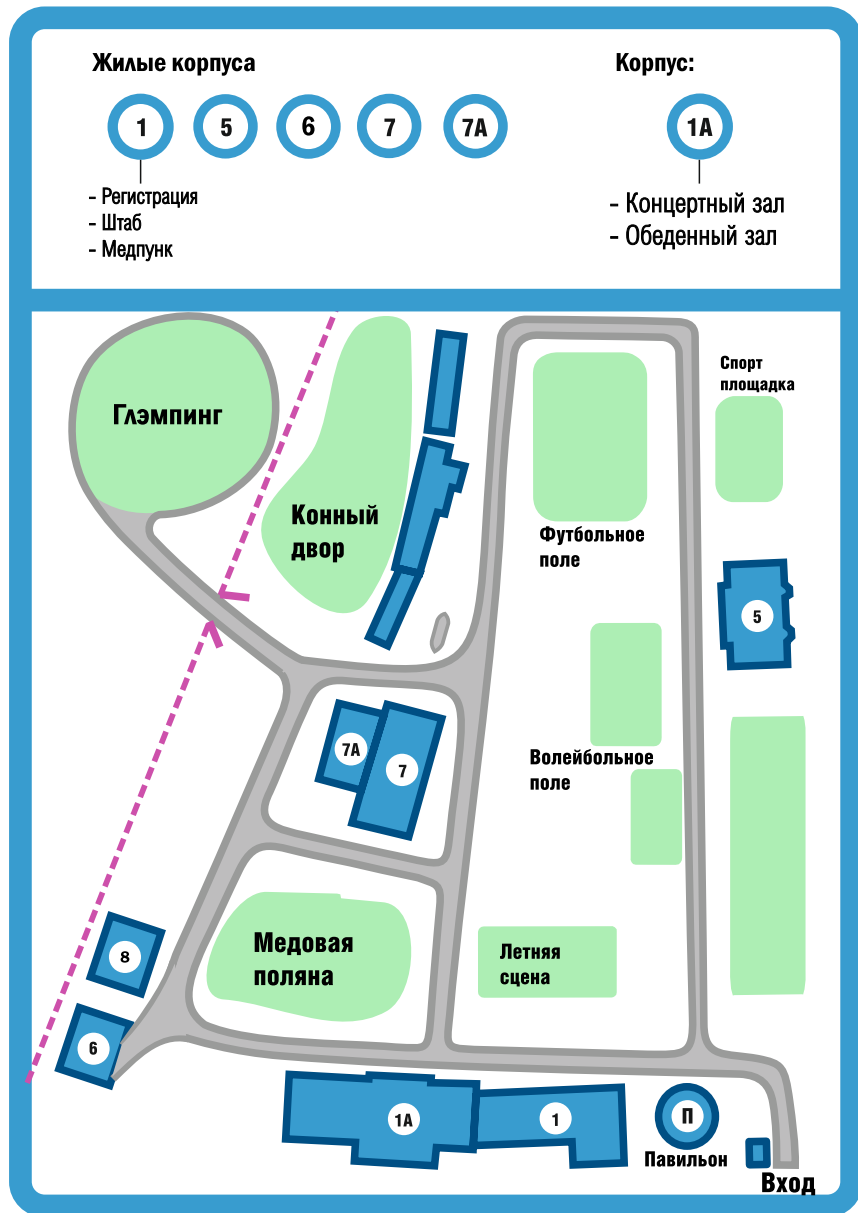 Жилые корпуса
Корпус:
1
5
6
7
7А
1А
- Регистрация
- Штаб
- Медпунк
- Концертный зал
- Обеденный зал
Глэмпинг
Спорт
площадка
Конный
двор
Футбольное
поле
5
7А
7
Волейбольное
поле
8
Медовая
поляна
Летняя
сцена
6
1А
1
П
Павильон
Вход